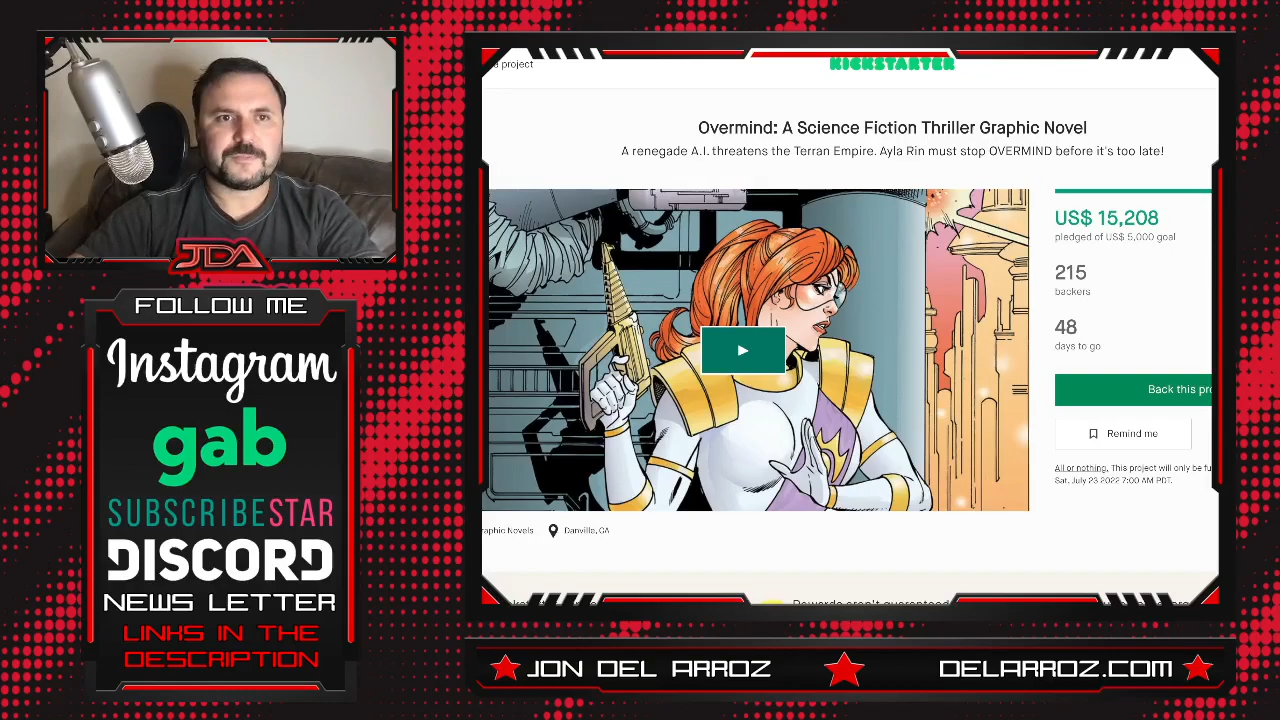 JDA
FOLLOW ME
Instagram
gab
SUBSCRIBESTAR
DISCORD
NEWS LETTER
LINKS IN THE
DESCRIPTION
project
KICKSTARTER
Overmind: A Science Fiction Thriller Graphic Novel
A renegade A.I. threatens the Terran Empire. Ayla Rin must stop OVERMIND before it's too late!
US$ 15,208
pledged of US$ 5,000 goal
215
backers
48
days to go
Back this pro
Remind me
All or nothing. This project will only be fu
Sat, July 23 2022 7:00 AM PDT.
raphic Novels
Danville, CA
Rewards aren't guaranteed
JON DEL ARROZ
DELARROZ.COM